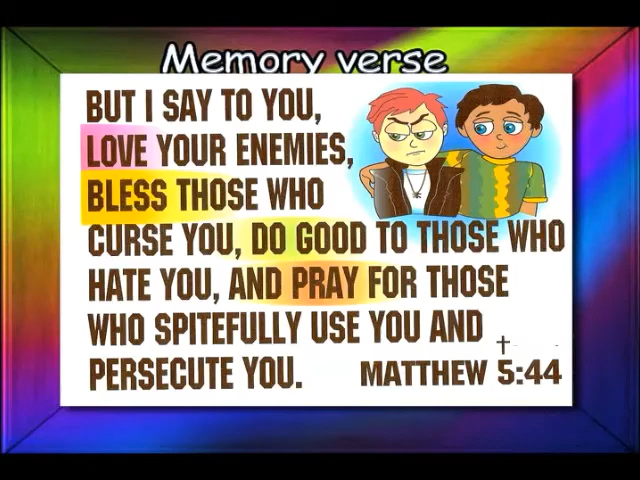 Memory verse
BUT I SAY TO YOU,
LOVE YOUR ENEMIES,
BLESS THOSE WHO
CURSE YOU, DO GOOD TO THOSE WHO
HATE YOU, AND PRAY FOR THOSE
WHO SPITEFULLY USE YOU AND
PERSECUTE YOU. MATTHEW 5:44